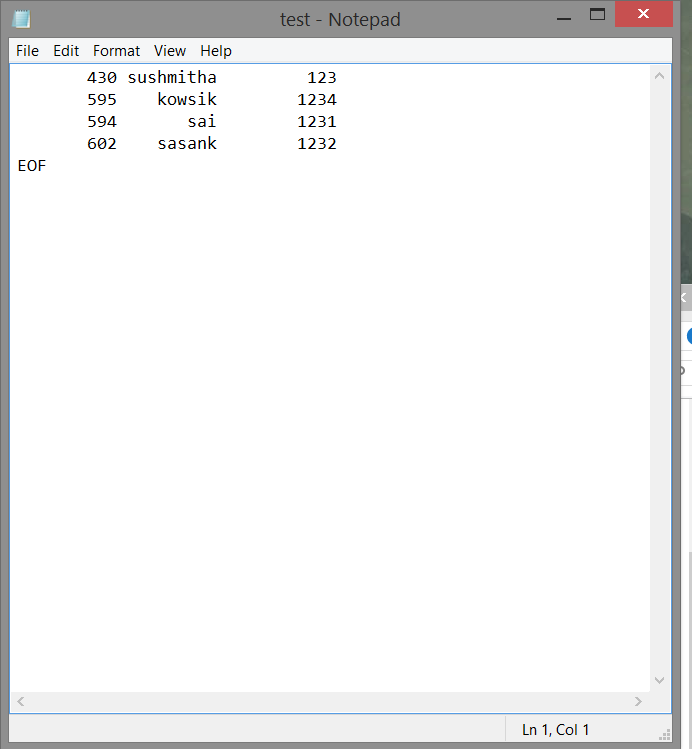 test - Notepad
File Edit Format View Help
430 sushmitha 123
595 kowsik 1234
594 sai 1231
602 sasank 1232
EOF
Ln 1, Col 1